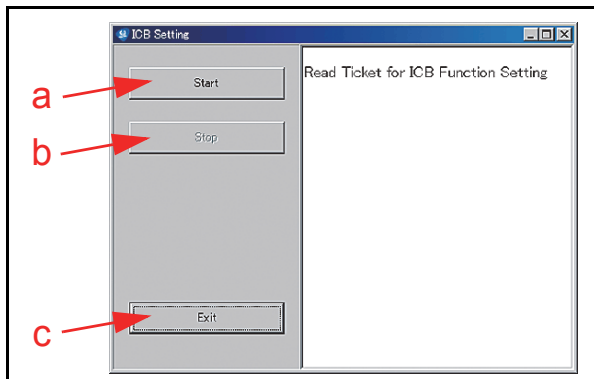 ICB Setting
a
Start
Read Ticket for ICB Function Setting
b
Stop
c
Exit